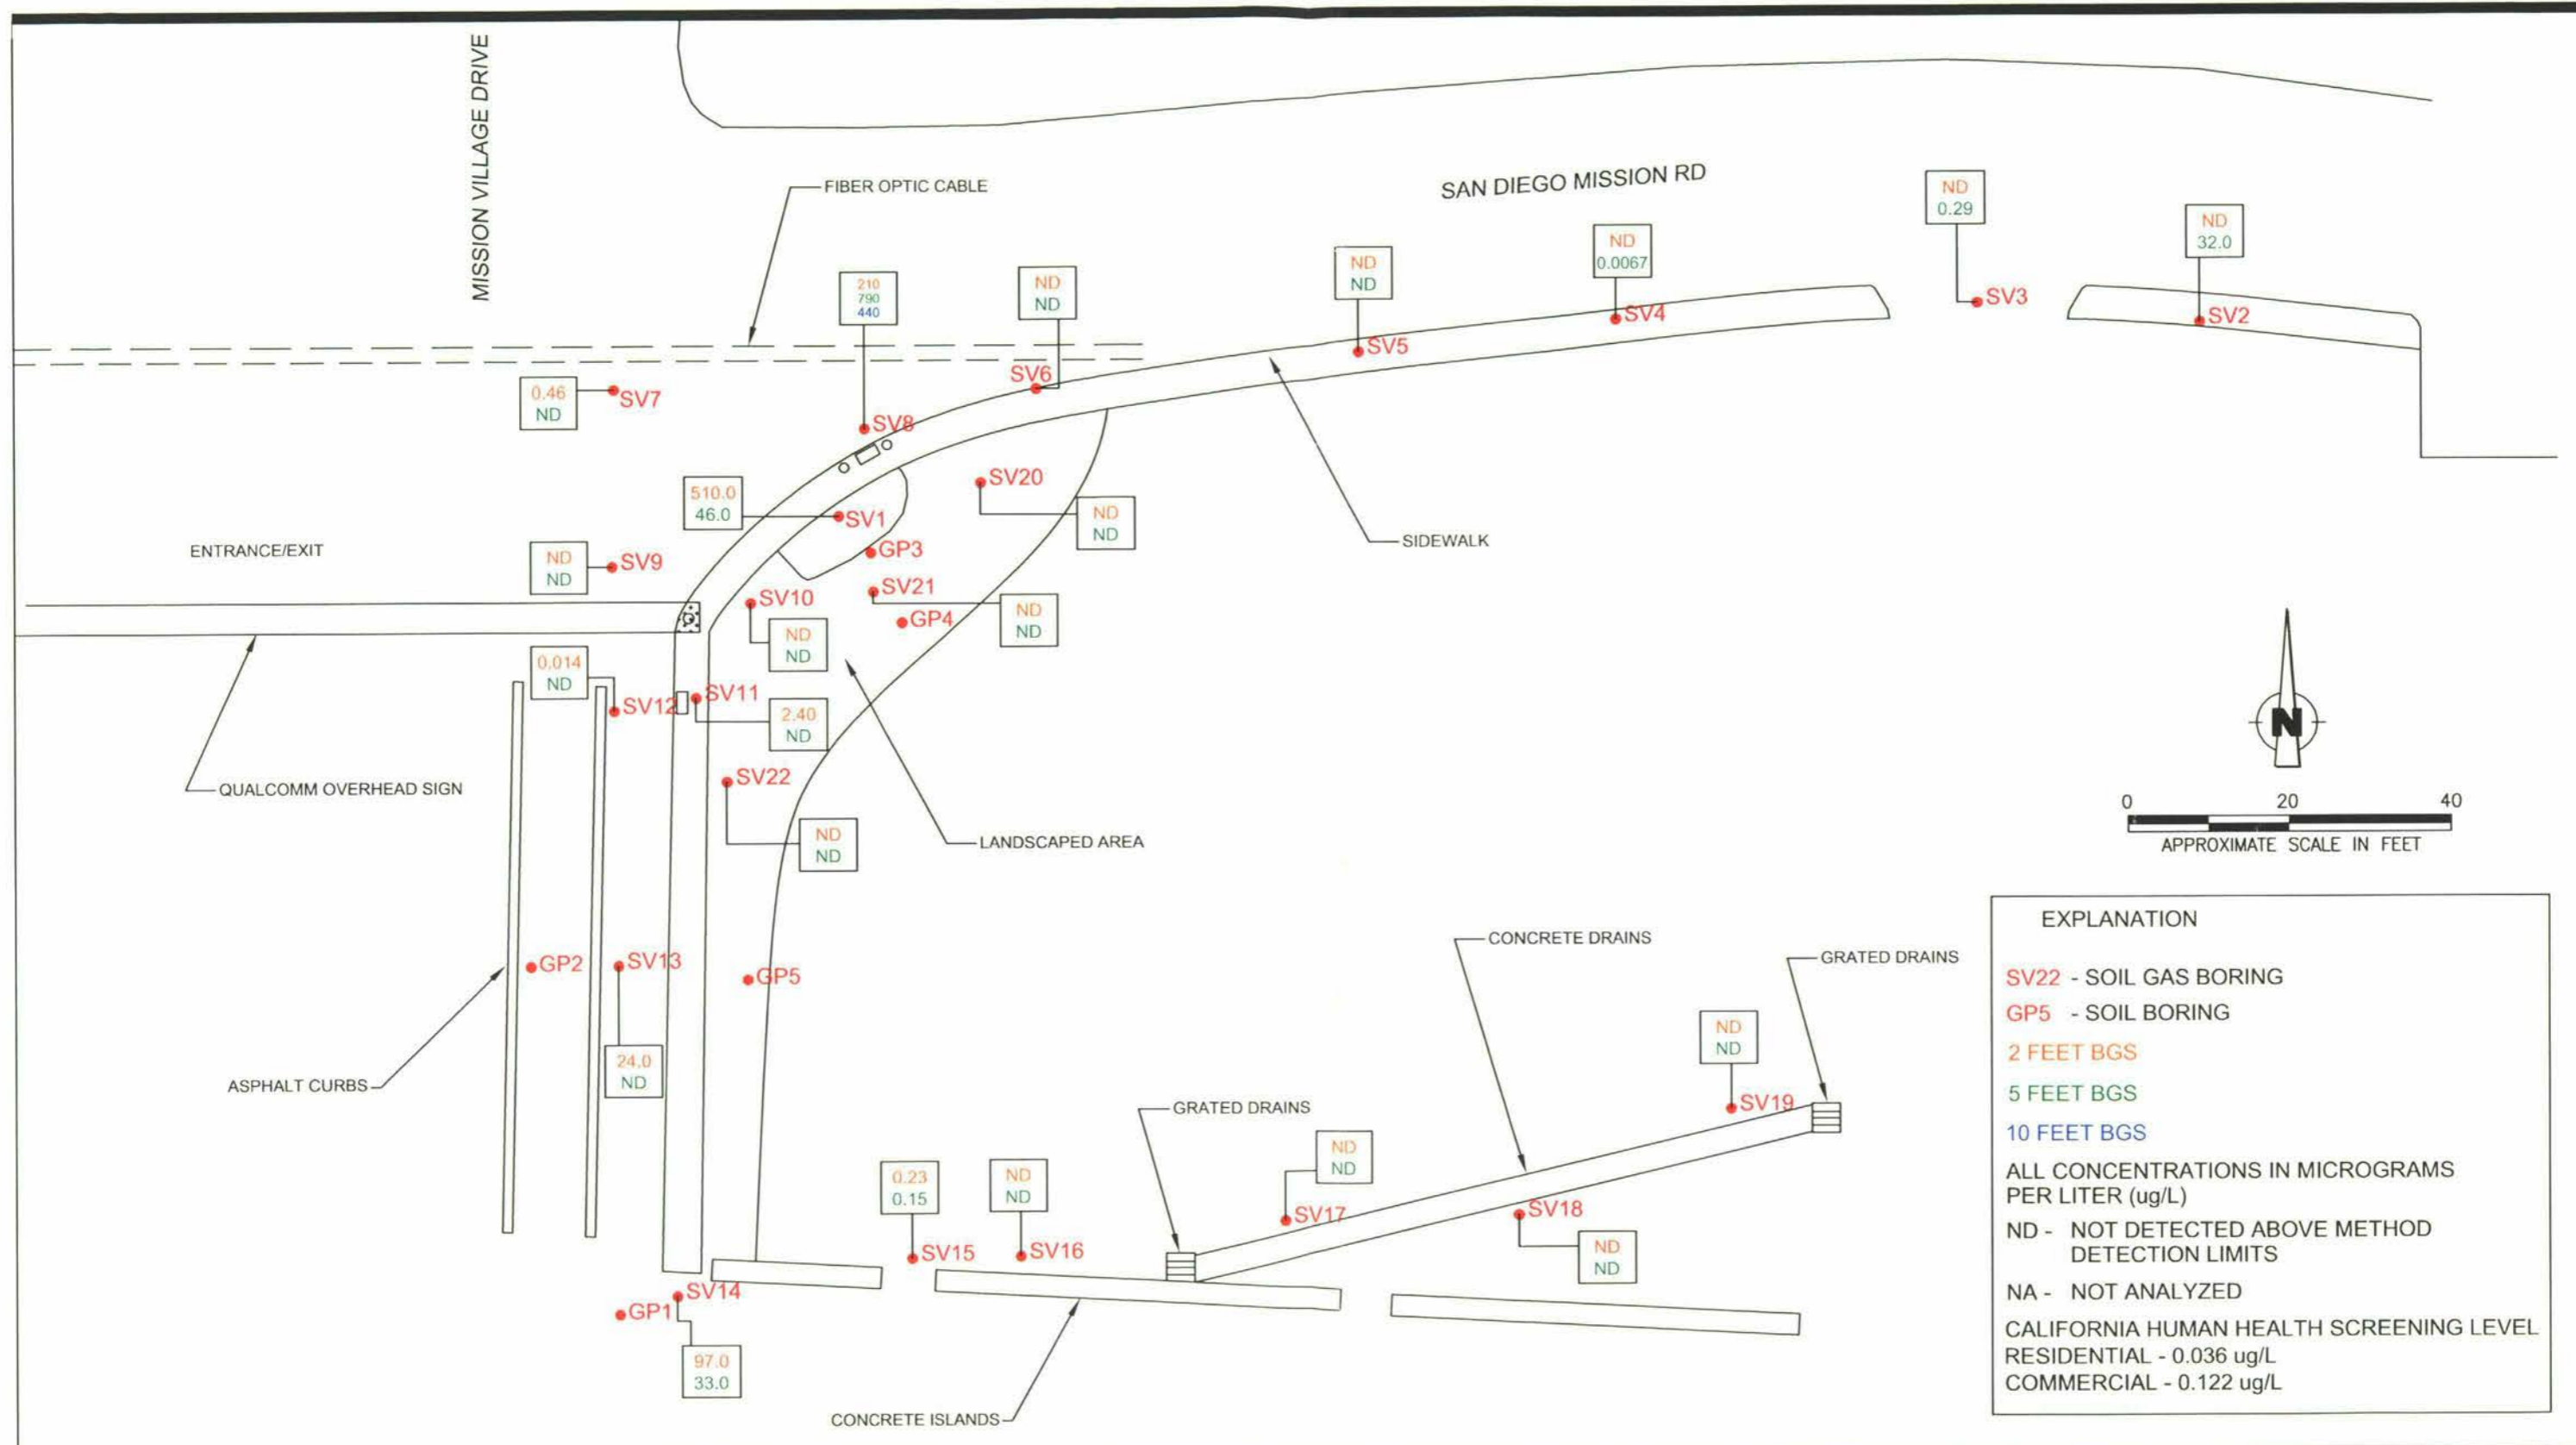 MISSION VILLAGE DRIVE
FIBER OPTIC CABLE
SAN DIEGO MISSION RD
ND
0.29
SV3
ND
32.0
SV2
ND
0.0067
SV4
ND
ND
SV5
ND
ND
SV6
210
790
440
SV8
0.46
ND
SV7
SV20
ND
ND
510.0
46.0
SV1
GP3
SIDEWALK
ENTRANCE/EXIT
ND
ND
SV9
SV21
ND
ND
GP4
SV10
ND
ND
0.014
ND
SV12
SV11
2.40
ND
QUALCOMM OVERHEAD SIGN
SV22
ND
ND
LANDSCAPED AREA
N
0 20 40
APPROXIMATE SCALE IN FEET
GP2
SV13
24.0
ND
GP5
ASPHALT CURBS
CONCRETE DRAINS
GRATED DRAINS
ND
ND
SV19
GRATED DRAINS
ND
ND
SV17
SV18
ND
ND
0.23
0.15
SV15
ND
ND
SV16
SV14
GP1
97.0
33.0
CONCRETE ISLANDS
EXPLANATION
SV22 - SOIL GAS BORING
GP5 - SOIL BORING
2 FEET BGS
5 FEET BGS
10 FEET BGS
ALL CONCENTRATIONS IN MICROGRAMS
PER LITER (ug/L)
ND - NOT DETECTED ABOVE METHOD
DETECTION LIMITS
NA - NOT ANALYZED
CALIFORNIA HUMAN HEALTH SCREENING LEVEL
RESIDENTIAL - 0.036 ug/L
COMMERCIAL - 0.122 ug/L